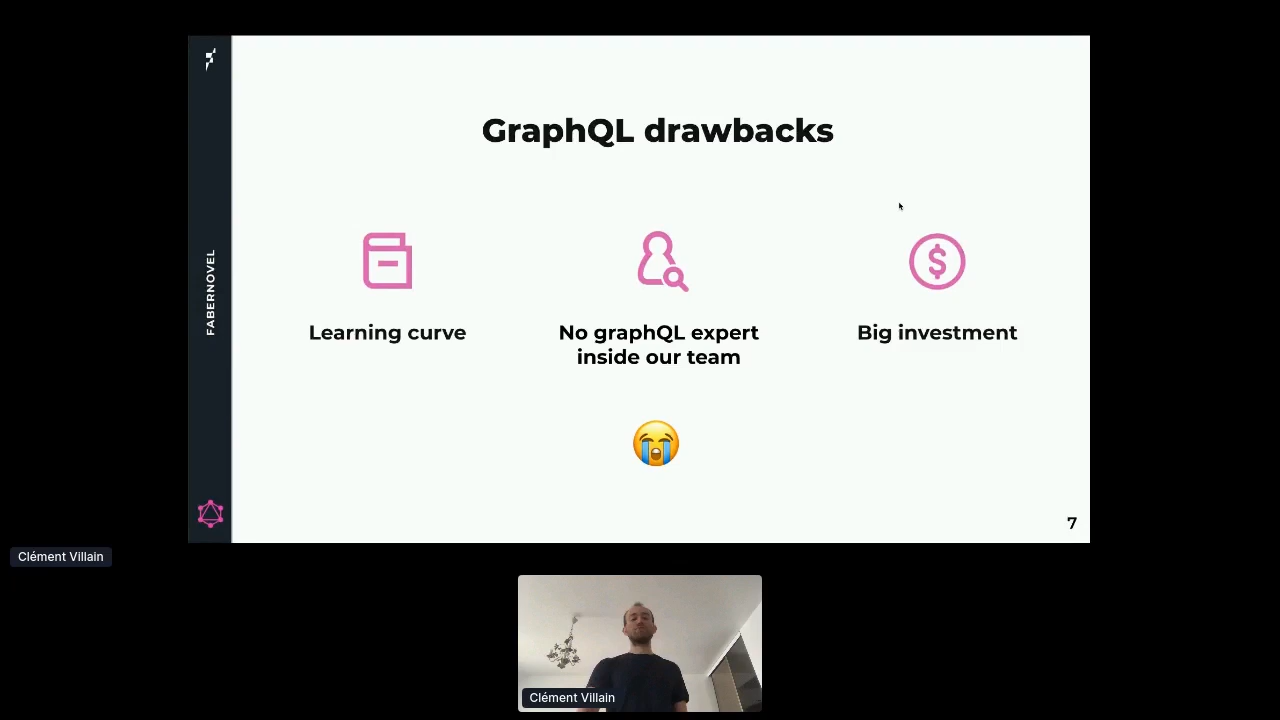 GraphQL drawbacks
FABERNOVEL
Learning curve
No graphQL expert
inside our team
Big investment
7
Clément Villain
Clément Villain